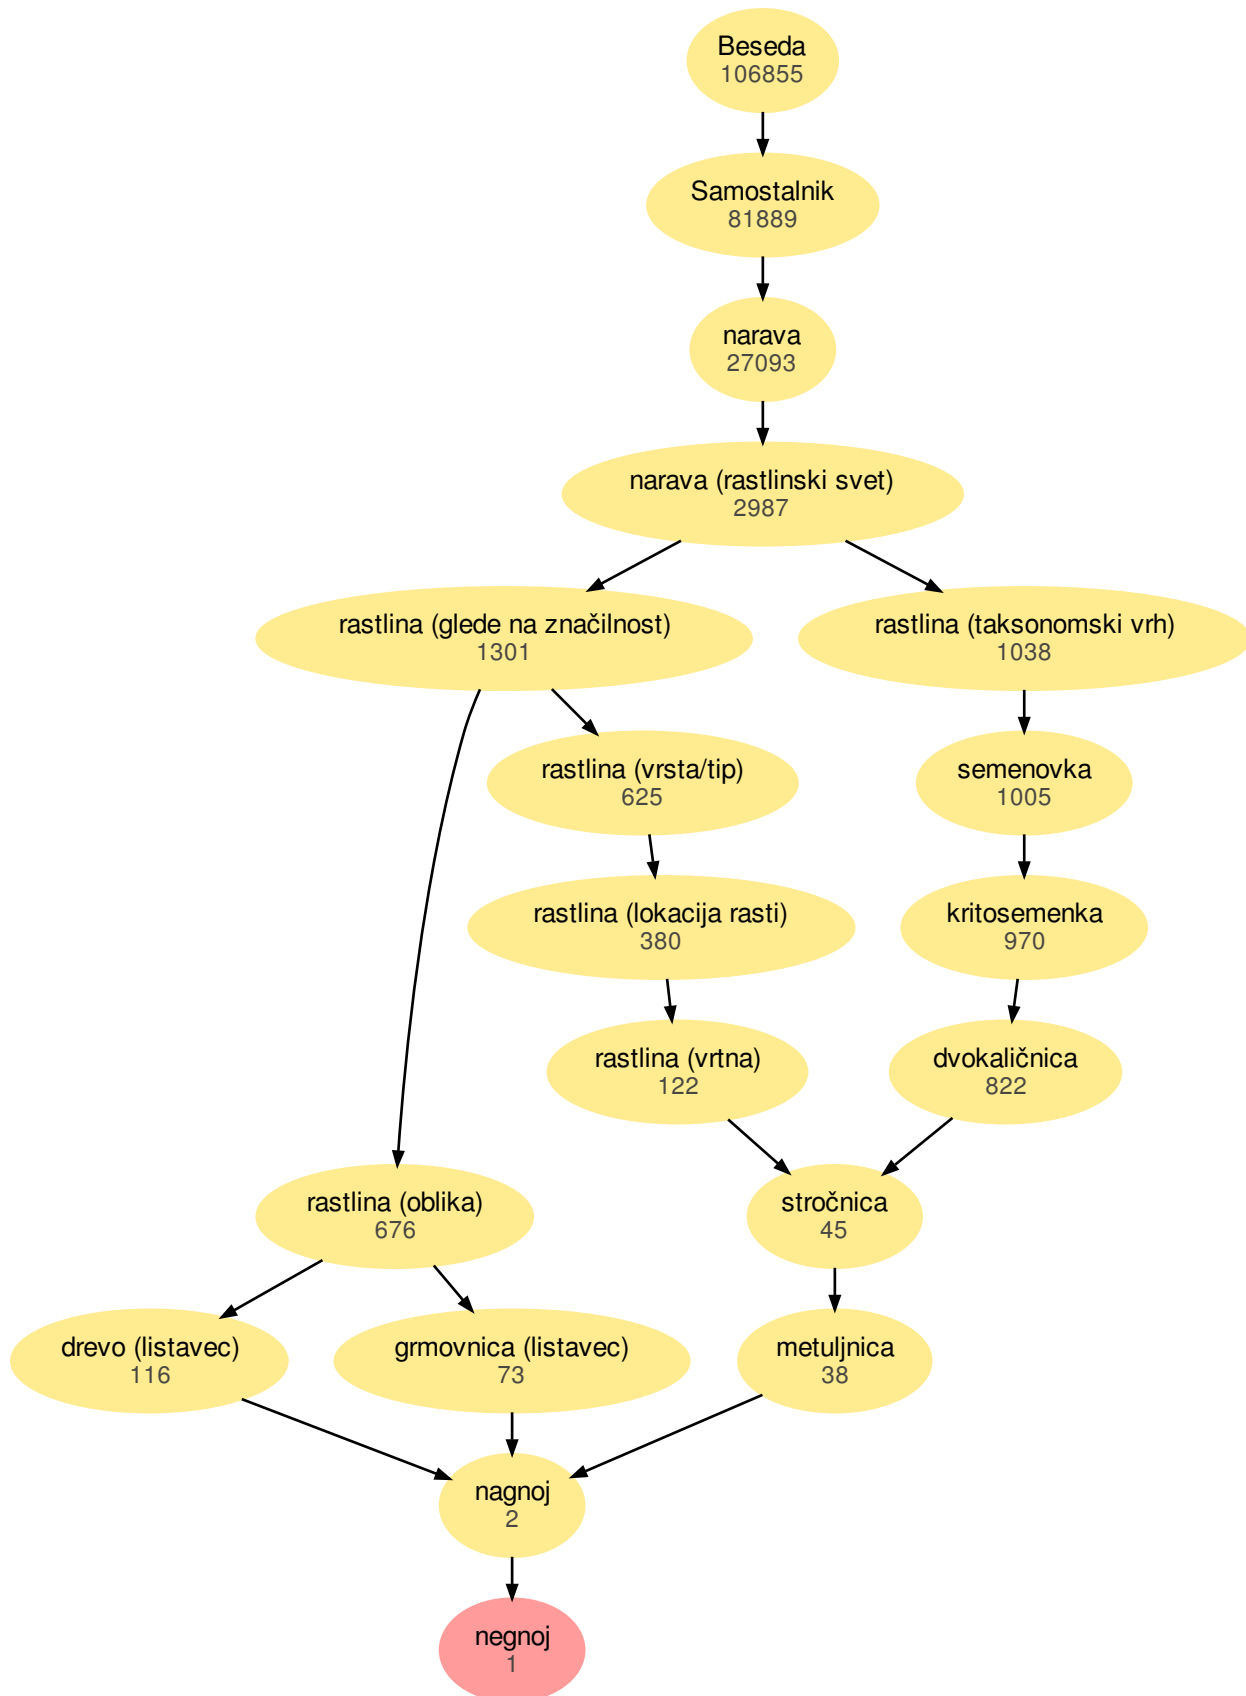 Beseda
106855
Samostalnik
81889
narava
27093
narava (rastlinski svet)
2987
rastlina (glede na značilnost)
1301
rastlina (taksonomski vrh)
1038
rastlina (vrsta/tip)
625
semenovka
1005
rastlina (lokacija rasti)
380
kritosemenka
970
rastlina (vrtna)
122
dvokaličnica
822
rastlina (oblika)
676
stročnica
45
drevo (listavec)
116
grmovnica (listavec)
73
metuljnica
38
nagnoj
2
negnoj
1